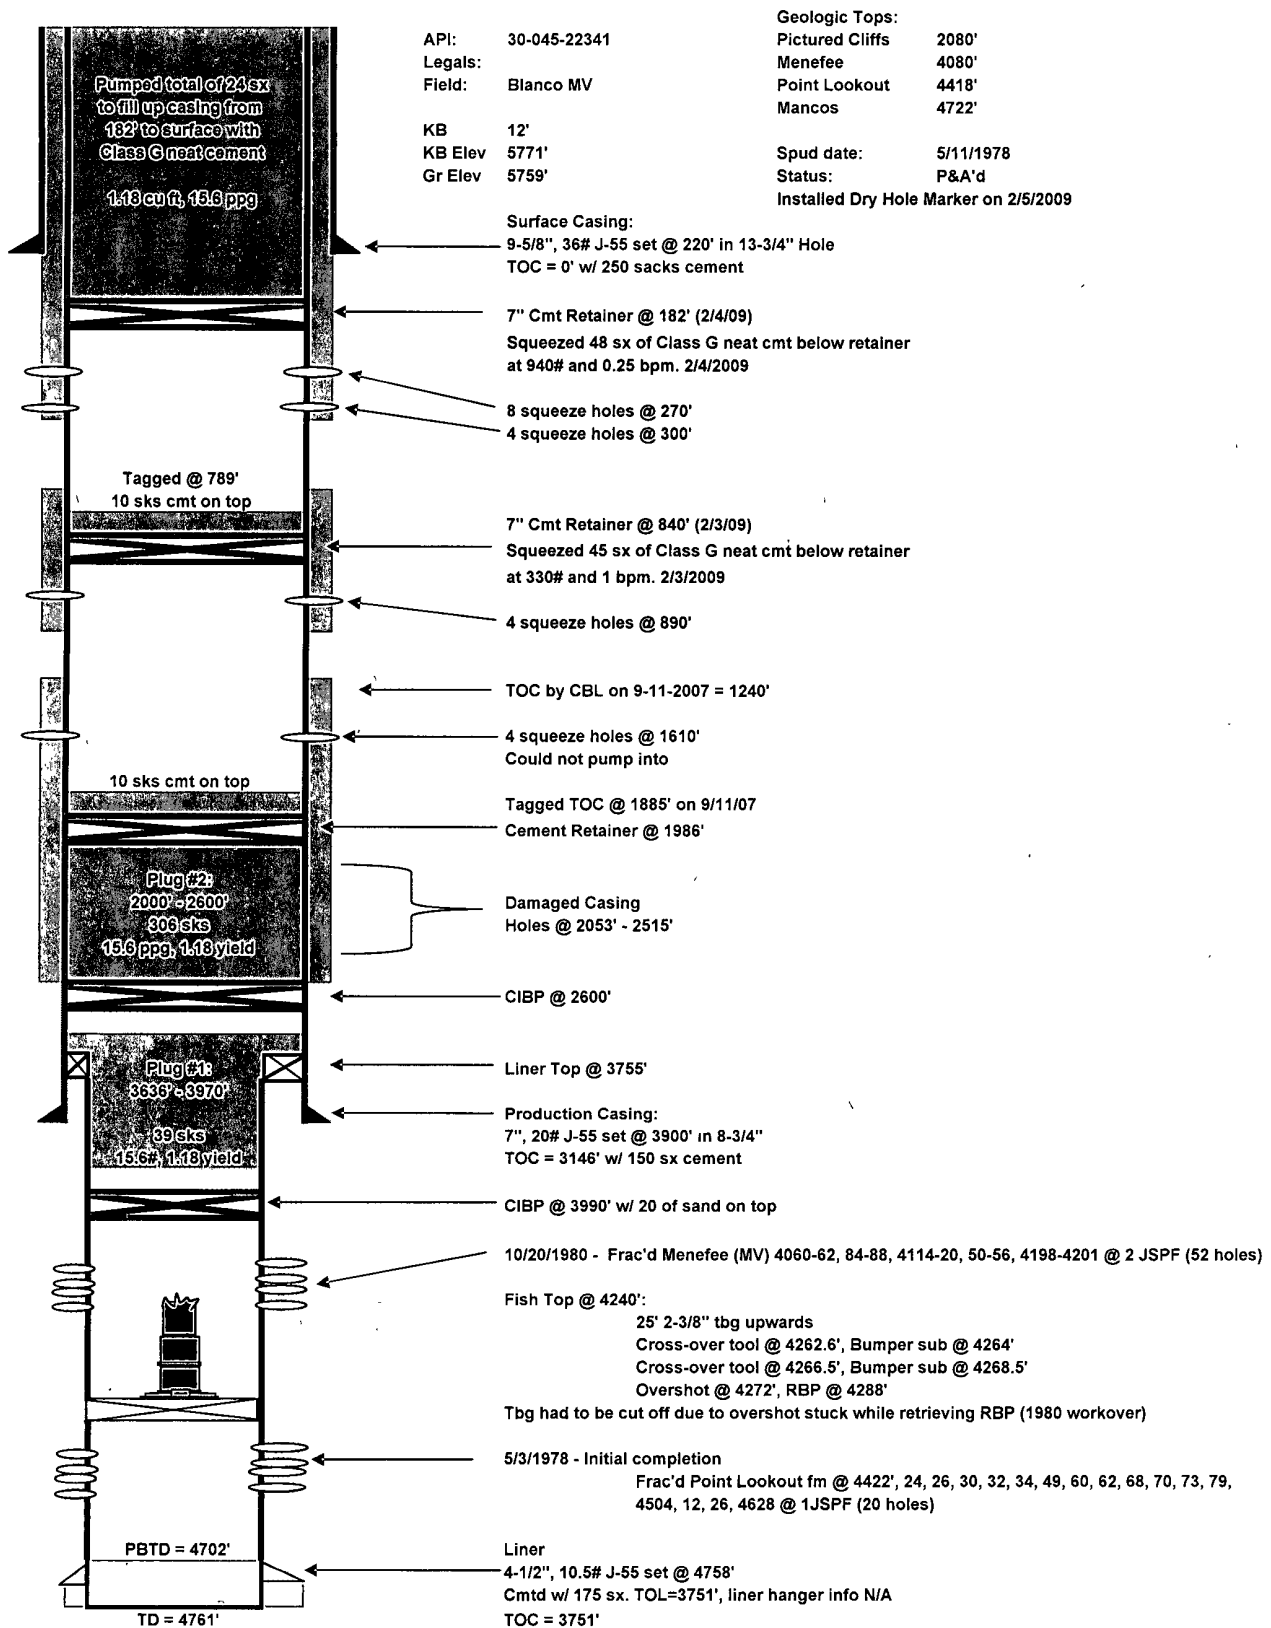 API: 30-045-22341
Legals:
Field: Blanco MV
KB 12'
KB Elev 5771'
Gr Elev 5759'
Geologic Tops:
Pictured Cliffs 2080'
Menefee 4080'
Point Lookout 4418'
Mancos 4722'
Spud date: 5/11/1978
Status: P&A'd
Installed Dry Hole Marker on 2/5/2009
Pumped total of 24 sx
to fill up casing from
182' to surface with
Class G neat cement
1.18 cu ft, 15.6 ppg
Surface Casing:
9-5/8", 36# J-55 set @ 220' in 13-3/4" Hole
TOC = 0' w/ 250 sacks cement
7" Cmt Retainer @ 182' (2/4/09)
Squeezed 48 sx of Class G neat cmt below retainer
at 940# and 0.25 bpm. 2/4/2009
8 squeeze holes @ 270'
4 squeeze holes @ 300'
Tagged @ 789'
10 sks cmt on top
7" Cmt Retainer @ 840' (2/3/09)
Squeezed 45 sx of Class G neat cmt below retainer
at 330# and 1 bpm. 2/3/2009
4 squeeze holes @ 890'
TOC by CBL on 9-11-2007 = 1240'
4 squeeze holes @ 1610'
Could not pump into
10 sks cmt on top
Tagged TOC @ 1885' on 9/11/07
Cement Retainer @ 1986'
Plug #2:
2000' - 2600'
306 sks
15.6 ppg, 1.18 yield
Damaged Casing
Holes @ 2053' - 2515'
CIBP @ 2600'
Plug #1:
3636' - 3970'
39 sks
15.6#, 1.18 yield
Liner Top @ 3755'
Production Casing:
7", 20# J-55 set @ 3900' in 8-3/4"
TOC = 3146' w/ 150 sx cement
CIBP @ 3990' w/ 20 of sand on top
10/20/1980 - Frac'd Menefee (MV) 4060-62, 84-88, 4114-20, 50-56, 4198-4201 @ 2 JSPF (52 holes)
Fish Top @ 4240':
25' 2-3/8" tbg upwards
Cross-over tool @ 4262.6', Bumper sub @ 4264'
Cross-over tool @ 4266.5', Bumper sub @ 4268.5'
Overshot @ 4272', RBP @ 4288'
Tbg had to be cut off due to overshot stuck while retrieving RBP (1980 workover)
5/3/1978 - Initial completion
Frac'd Point Lookout fm @ 4422', 24, 26, 30, 32, 34, 49, 60, 62, 68, 70, 73, 79,
4504, 12, 26, 4628 @ 1JSPF (20 holes)
PBTD = 4702'
Liner
4-1/2", 10.5# J-55 set @ 4758'
Cmtd w/ 175 sx. TOL=3751', liner hanger info N/A
TOC = 3751'
TD = 4761'